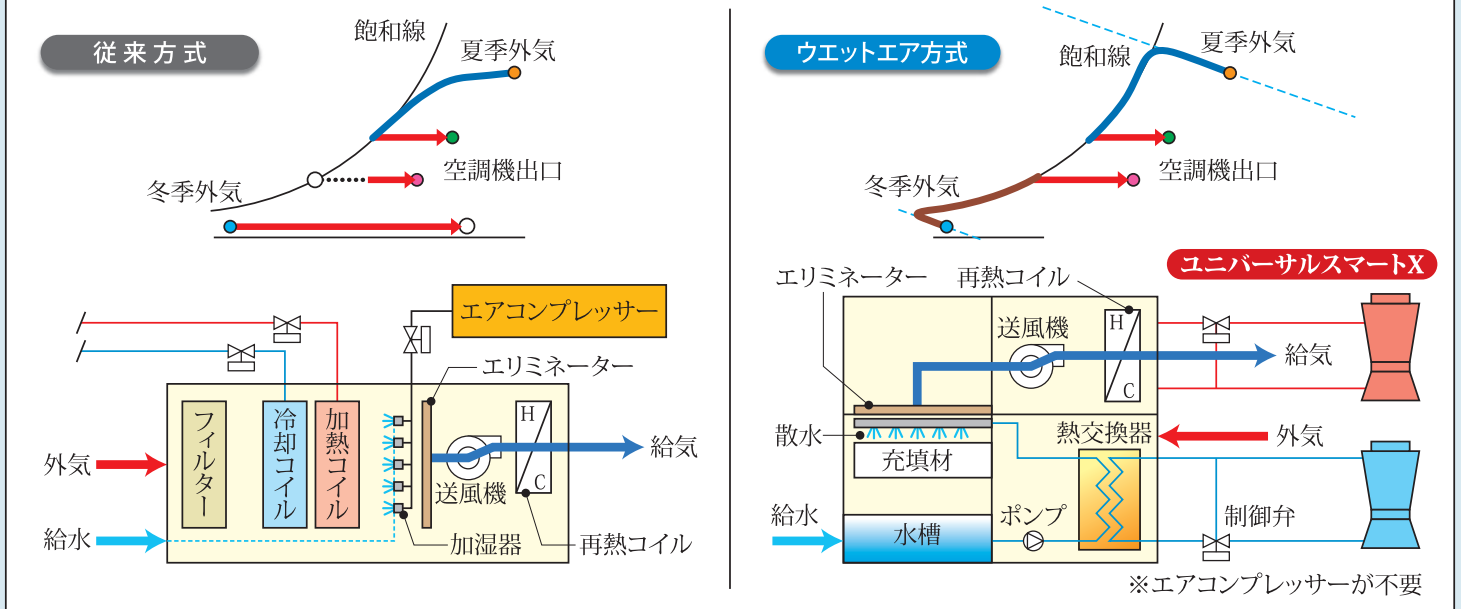 従来方式
飽和線
夏季外気
空調機出口
冬季外気
エアコンプレッサー
エリミネーター
フィルター
冷却コイル
加熱コイル
H
C
外気
給水
給気
送風機
加湿器
再熱コイル
ウエットエア方式
飽和線
夏季外気
空調機出口
冬季外気
ユニバーサルスマートX
エリミネーター
再熱コイル
送風機
H
C
給気
散水
充填材
熱交換器
外気
給水
水槽
ポンプ
制御弁
※エアコンプレッサーが不要